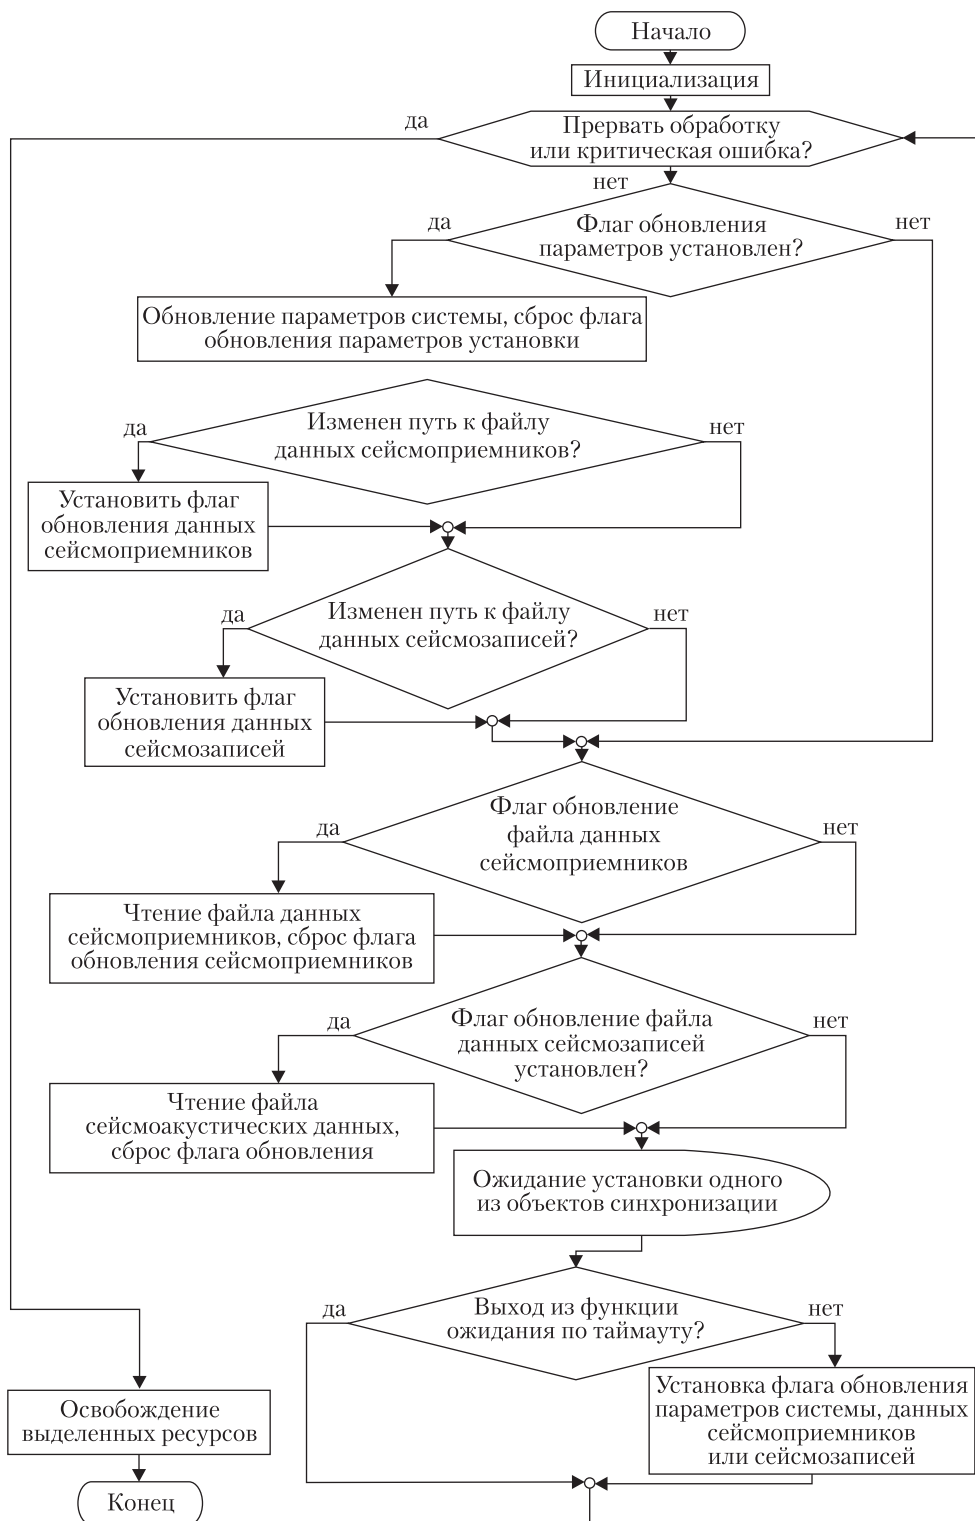 Начало
Инициализация
да
Прервать обработку
или критическая ошибка?
нет
да
Флаг обновления
параметров установлен?
нет
Обновление параметров системы, сброс флага
обновления параметров установки
да
Изменен путь к файлу
данных сейсмоприемников?
нет
Установить флаг
обновления данных
сейсмоприемников
да
Изменен путь к файлу
данных сейсмозаписей?
нет
Установить флаг
обновления данных
сейсмозаписей
да
Флаг обновление
файла данных
сейсмоприемников
нет
Чтение файла данных
сейсмоприемников, сброс флага
обновления сейсмоприемников
да
Флаг обновление файла
данных сейсмозаписей
установлен?
нет
Чтение файла
сейсмоакустических данных,
сброс флага обновления
Ожидание установки одного
из объектов синхронизации
да
Выход из функции
ожидания по таймауту?
нет
Установка флага обновления
параметров системы, данных
сейсмоприемников
или сейсмозаписей
Освобождение
выделенных ресурсов
Конец